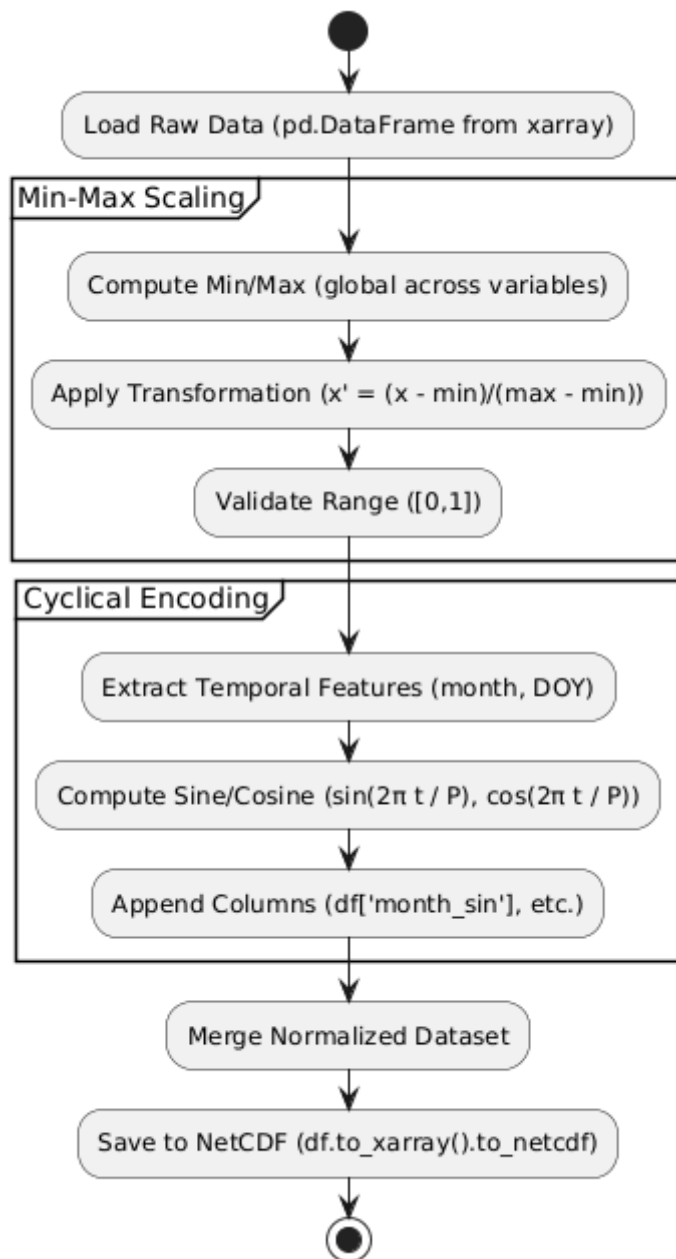 Load Raw Data (pd.DataFrame from xarray)
Min-Max Scaling
Compute Min/Max (global across variables)
Apply Transformation (x' = (x - min)/(max - min))
Validate Range ([0,1])
Cyclical Encoding
Extract Temporal Features (month, DOY)
Compute Sine/Cosine (sin(2π t / P), cos(2π t / P))
Append Columns (df['month_sin'], etc.)
Merge Normalized Dataset
Save to NetCDF (df.to_xarray().to_netcdf)